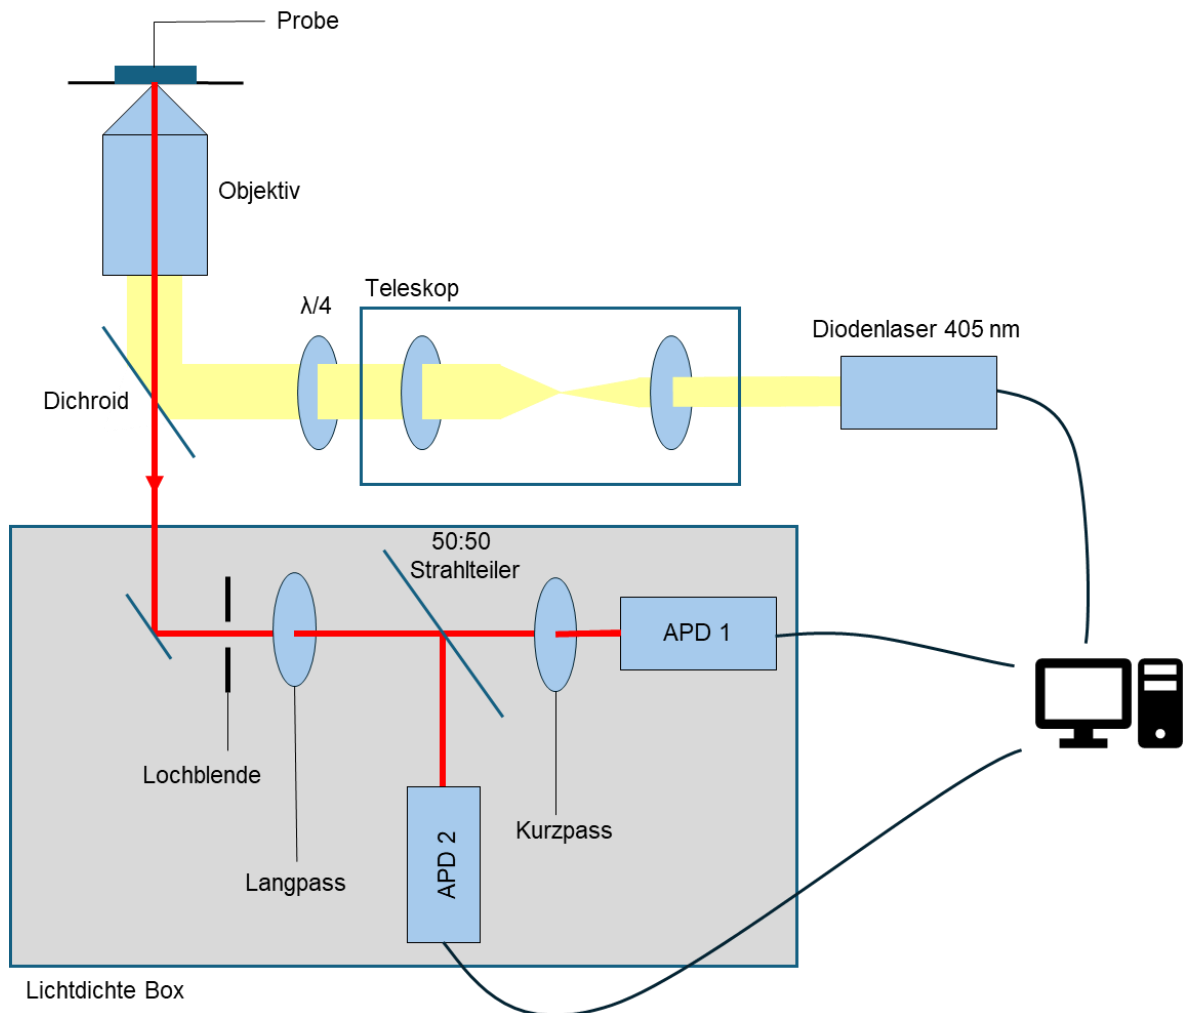 Probe
Objektiv
Teleskop
λ/4
Diodenlaser 405 nm
Dichroid
50:50
Strahlteiler
APD 1
Lochblende
Kurzpass
APD 2
Langpass
Lichtdichte Box